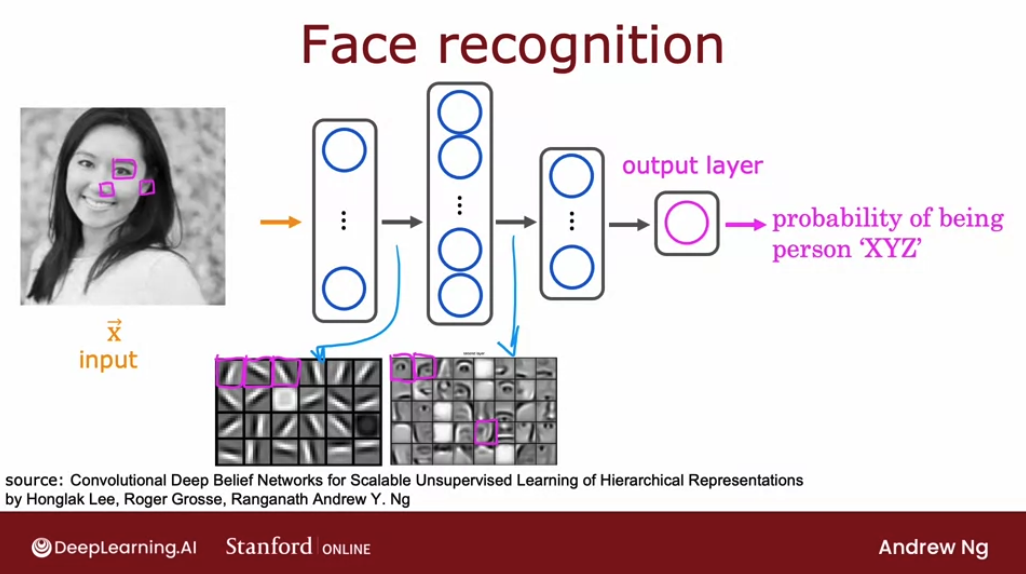 Face recognition
output layer
probability of being
person ‘XYZ’
x⃗
input
source: Convolutional Deep Belief Networks for Scalable Unsupervised Learning of Hierarchical Representations
by Honglak Lee, Roger Grosse, Ranganath Andrew Y. Ng
DeepLearning.AI
Stanford ONLINE
Andrew Ng